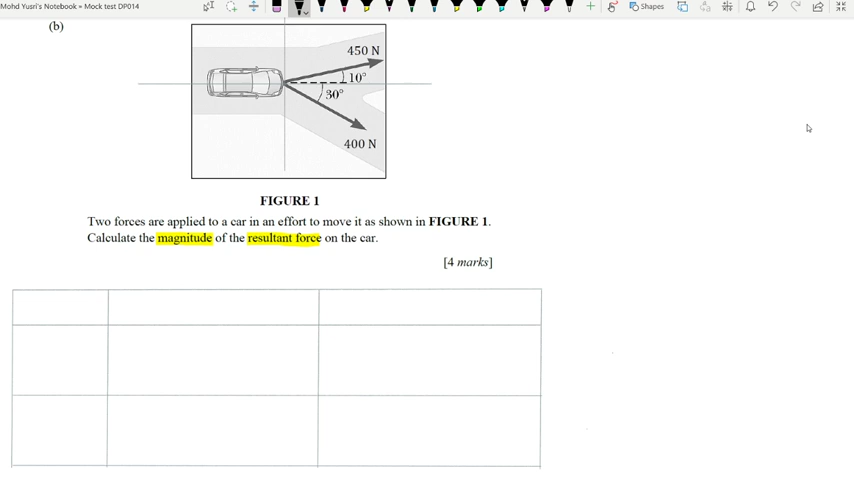 Mohd Yusri's Notebook » Mock test DP014
Shapes
(b)
450 N
10°
30°
400 N
FIGURE 1
Two forces are applied to a car in an effort to move it as shown in FIGURE 1.
Calculate the magnitude of the resultant force on the car.
[4 marks]